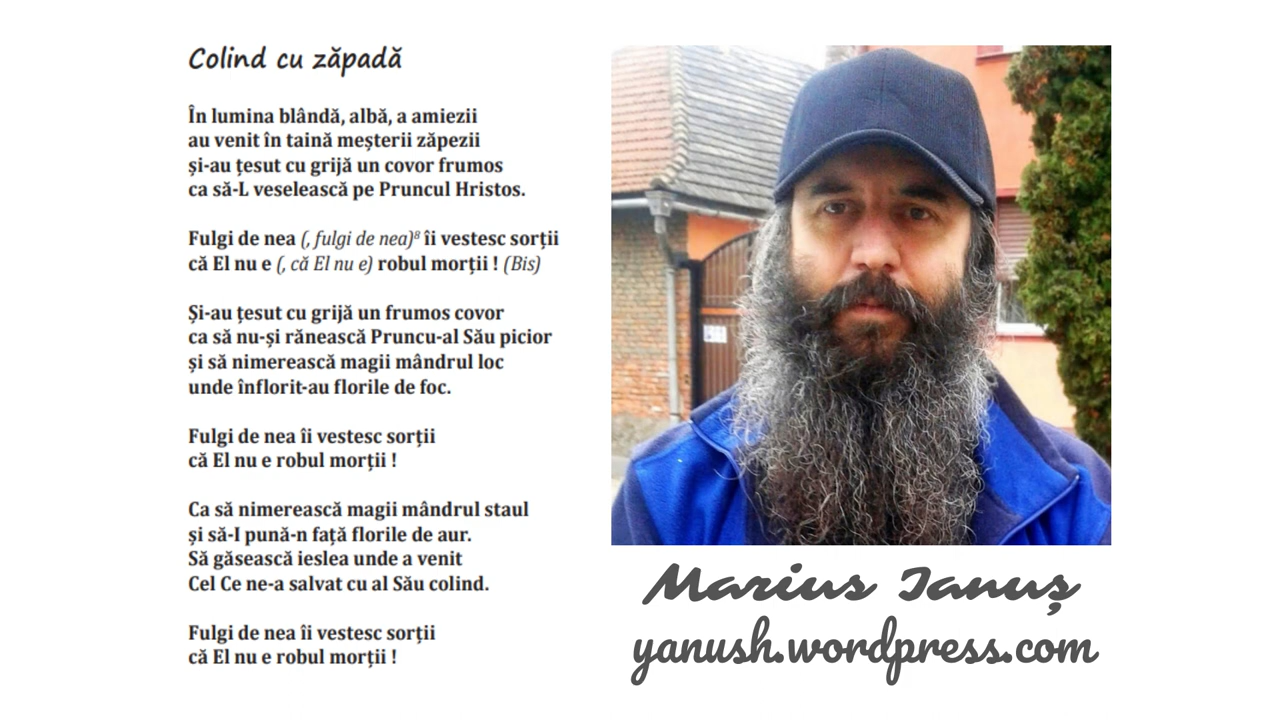 Colind cu zăpadă
În lumina blândă, albă, a amiezii
au venit în taină meșterii zăpezii
și-au țesut cu grijă un covor frumos
ca să-L veselească pe Pruncul Hristos.
Fulgi de nea (, fulgi de nea)⁸ îi vestesc sorții
că El nu e (, că El nu e) robul morții ! (Bis)
Și-au țesut cu grijă un frumos covor
ca să nu-și rănească Pruncu-al Său picior
și să nimerească magii mândrul loc
unde înflorit-au florile de foc.
Fulgi de nea îi vestesc sorții
că El nu e robul morții !
Ca să nimerească magii mândrul staul
și să-I pună-n față florile de aur.
Să găsească ieslea unde a venit
Cel Ce ne-a salvat cu al Său colind.
Fulgi de nea îi vestesc sorții
că El nu e robul morții !
Marius Ianuș
yanush.wordpress.com